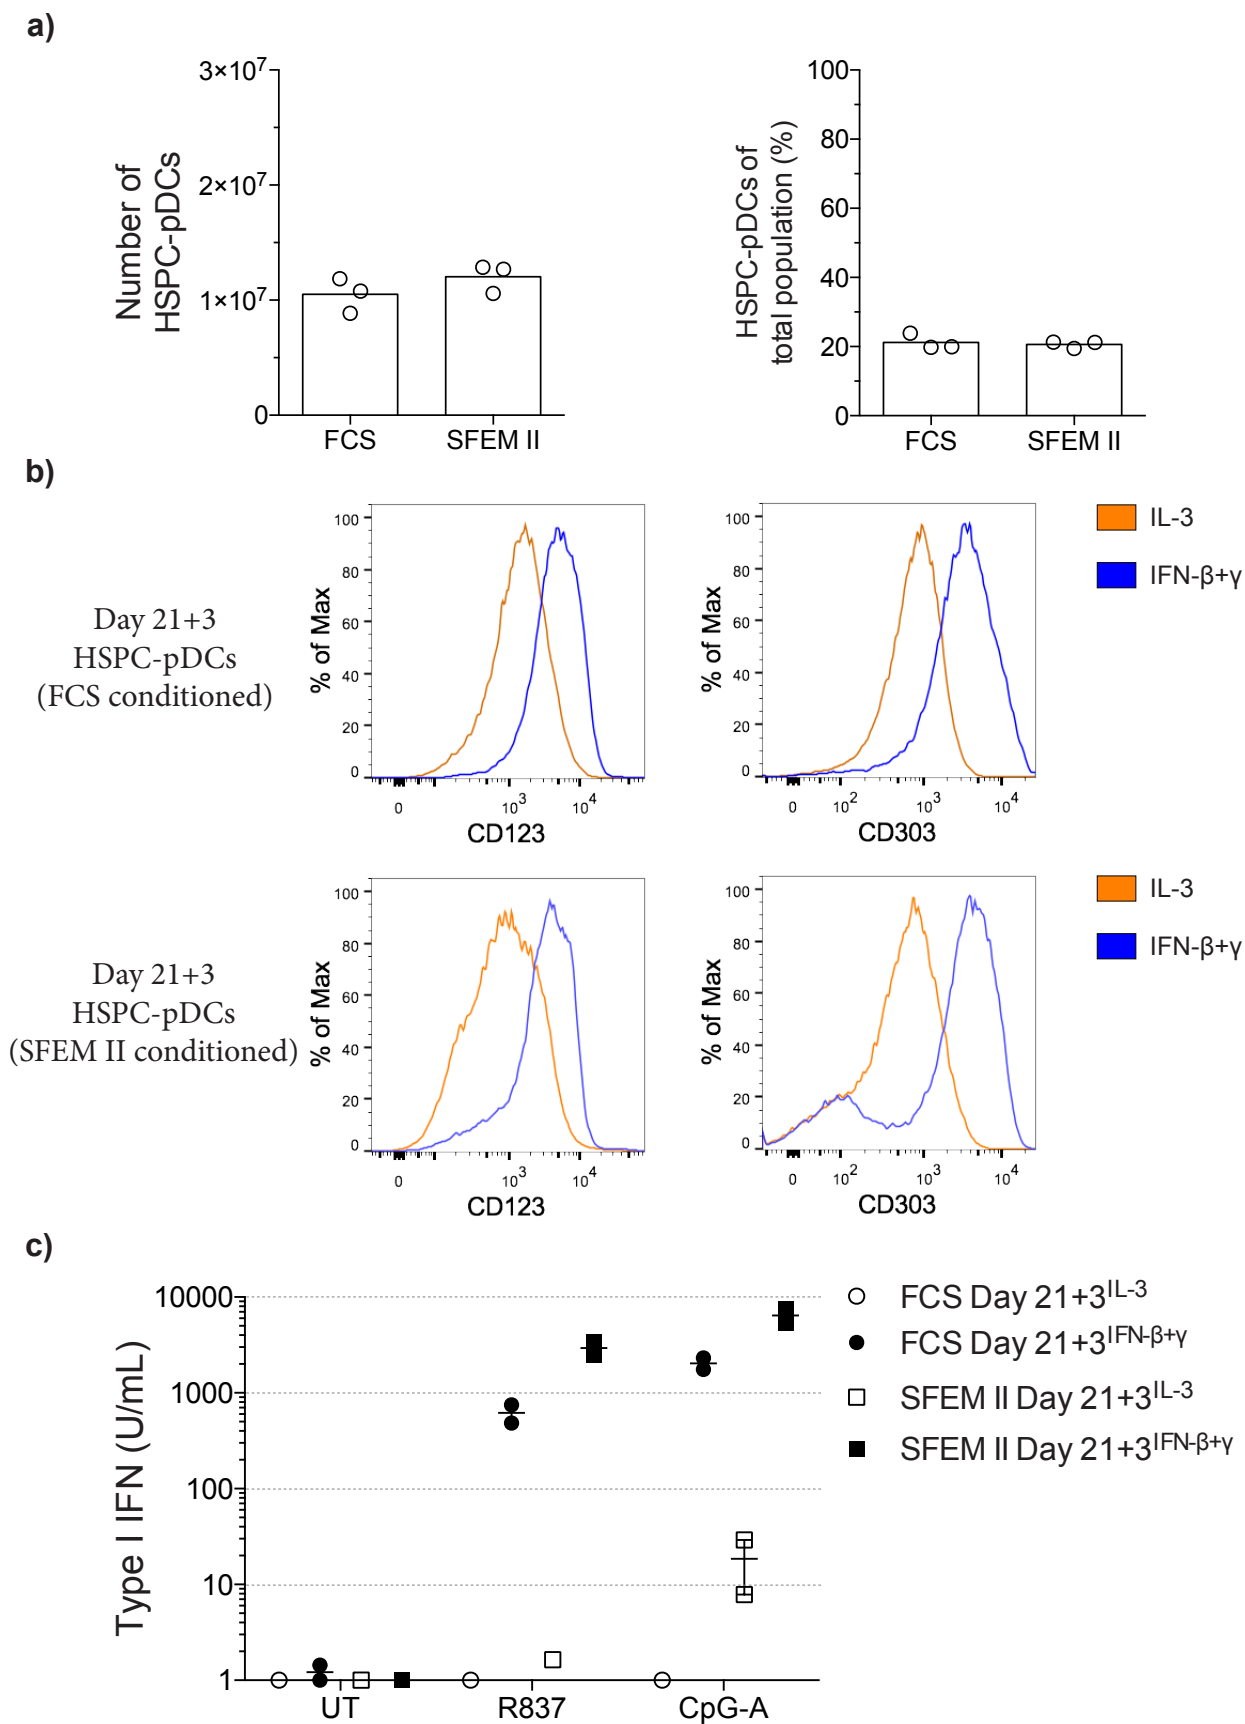 a)
3×10⁷
2×10⁷
1×10⁷
0
Number of
HSPC-pDCs
FCS
SFEM II
100
80
60
40
20
0
HSPC-pDCs of
total population (%)
FCS
SFEM II
b)
Day 21+3
HSPC-pDCs
(FCS conditioned)
100
80
60
40
20
0
% of Max
0
10³
10⁴
CD123
100
80
60
40
20
0
% of Max
0
10²
10³
10⁴
CD303
IL-3
IFN-β+γ
Day 21+3
HSPC-pDCs
(SFEM II conditioned)
100
80
60
40
20
0
% of Max
0
10³
10⁴
CD123
100
80
60
40
20
0
% of Max
0
10²
10³
10⁴
CD303
IL-3
IFN-β+γ
c)
10000
1000
100
10
1
Type I IFN (U/mL)
UT
R837
CpG-A
FCS Day 21+3ᴵᴸ⁻³
FCS Day 21+3^IFN-β+γ
SFEM II Day 21+3ᴵᴸ⁻³
SFEM II Day 21+3^IFN-β+γ